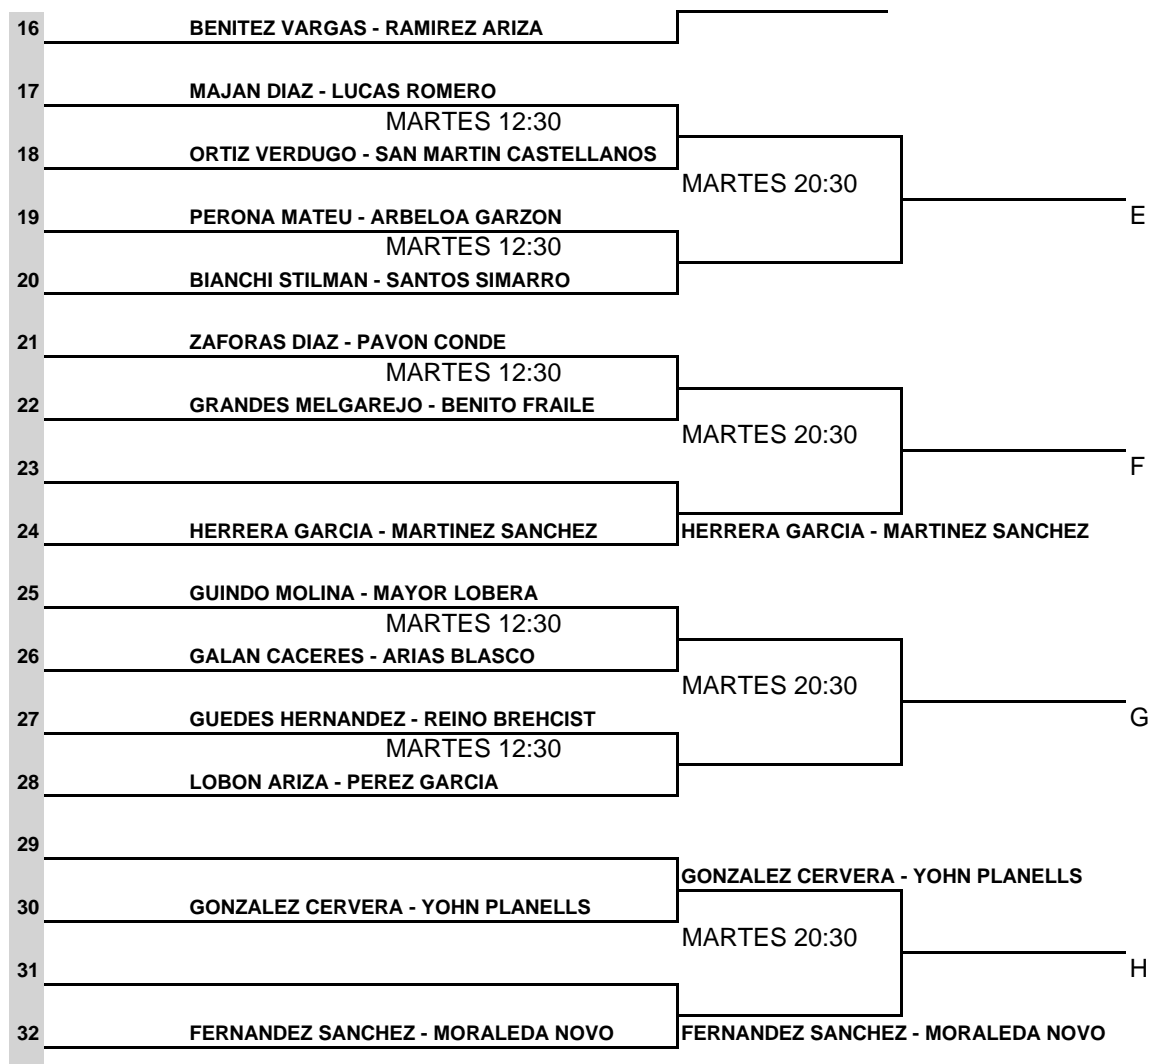 16 BENITEZ VARGAS - RAMIREZ ARIZA
17 MAJAN DIAZ - LUCAS ROMERO
MARTES 12:30
18 ORTIZ VERDUGO - SAN MARTIN CASTELLANOS
MARTES 20:30
19 PERONA MATEU - ARBELOA GARZON
E
MARTES 12:30
20 BIANCHI STILMAN - SANTOS SIMARRO
21 ZAFORAS DIAZ - PAVON CONDE
MARTES 12:30
22 GRANDES MELGAREJO - BENITO FRAILE
MARTES 20:30
23
F
24 HERRERA GARCIA - MARTINEZ SANCHEZ HERRERA GARCIA - MARTINEZ SANCHEZ
25 GUINDO MOLINA - MAYOR LOBERA
MARTES 12:30
26 GALAN CACERES - ARIAS BLASCO
MARTES 20:30
27 GUEDES HERNANDEZ - REINO BREHCIST
G
MARTES 12:30
28 LOBON ARIZA - PEREZ GARCIA
29
GONZALEZ CERVERA - YOHN PLANELLS
30 GONZALEZ CERVERA - YOHN PLANELLS
MARTES 20:30
31
H
32 FERNANDEZ SANCHEZ - MORALEDA NOVO FERNANDEZ SANCHEZ - MORALEDA NOVO